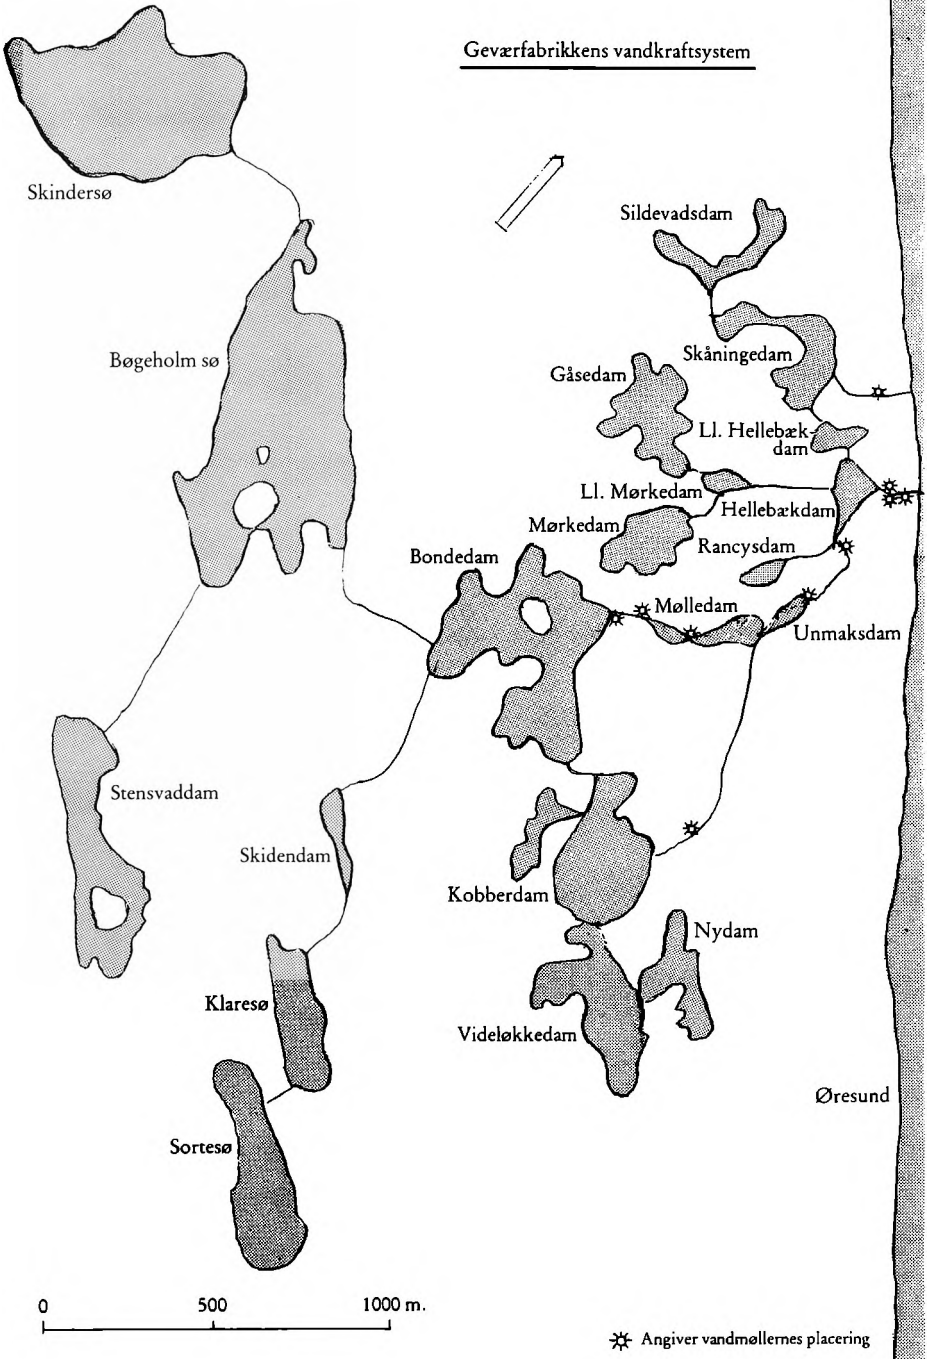 Geværfabrikkens vandkraftsystem
Skindersø
Sildevadsdam
Bøgeholm sø
Skåningedam
Gåsedam
Ll. Hellebæk-
dam
Ll. Mørkedam
Hellebækdam
Mørkedam
Rancysdam
Bondedam
Mølledam
Unmaksdam
Stensvaddam
Skidendam
Kobberdam
Nydam
Klaresø
Videløkkedam
Øresund
Sortesø
0 500 1000 m.
Angiver vandmøllernes placering